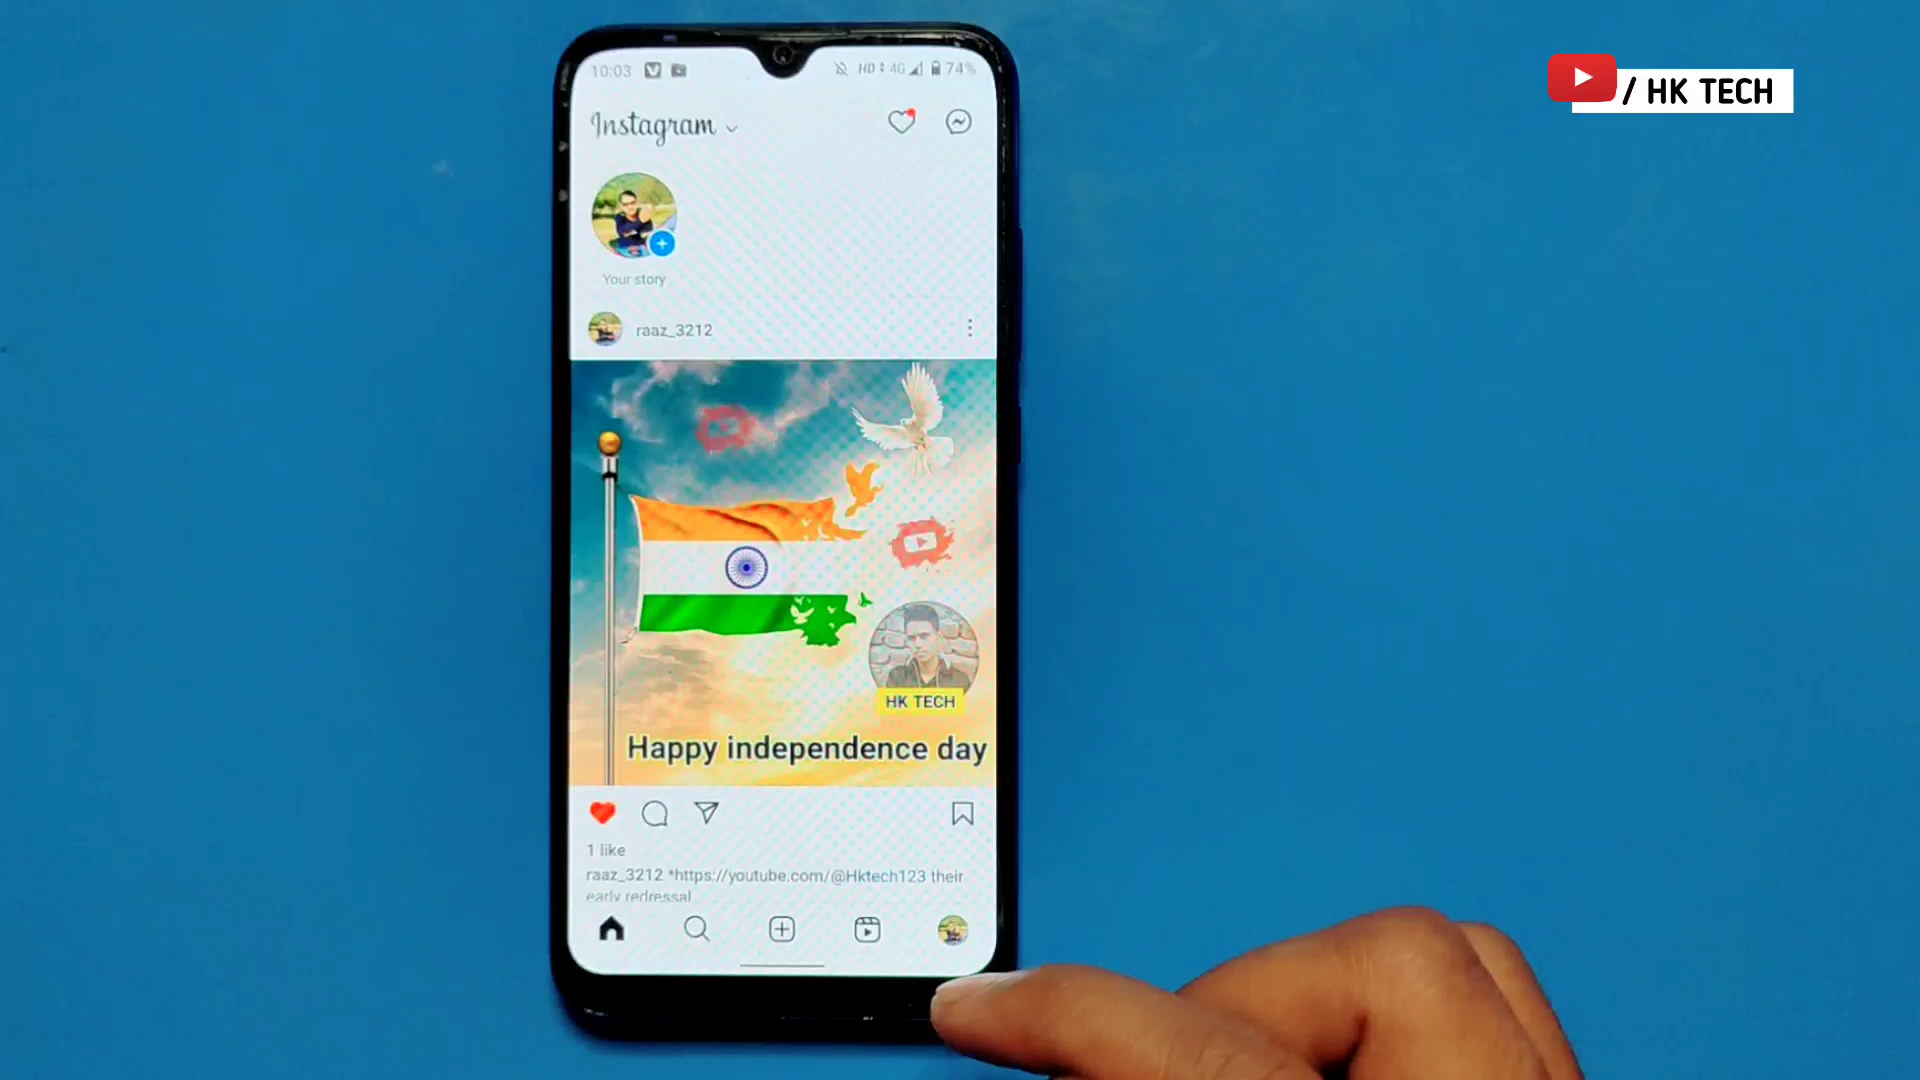 / HK TECH
10:03 HD 4G 74%
Instagram
Your story
raaz_3212
HK TECH
Happy independence day
1 like
raaz_3212 *https://youtube.com/@Hktech123 their
early redressal